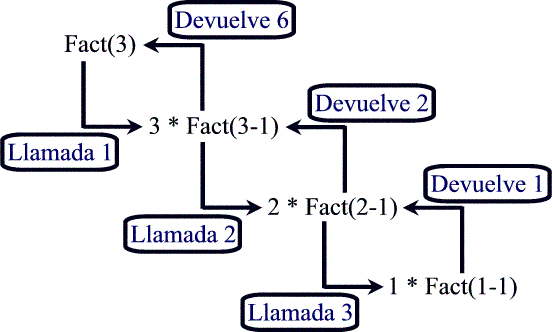 Devuelve 6
Fact(3)
Devuelve 2
3 * Fact(3-1)
Llamada 1
Devuelve 1
2 * Fact(2-1)
Llamada 2
1 * Fact(1-1)
Llamada 3